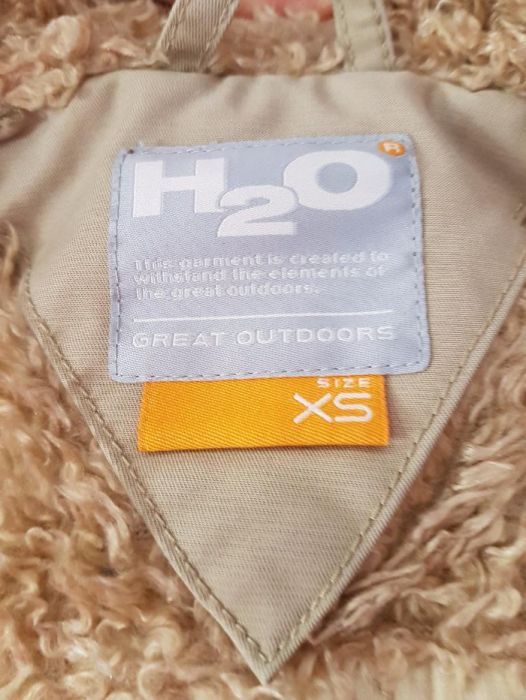 H2O ®
This garment is created to
withstand the elements of
the great outdoors.
GREAT OUTDOORS
SIZE
XS